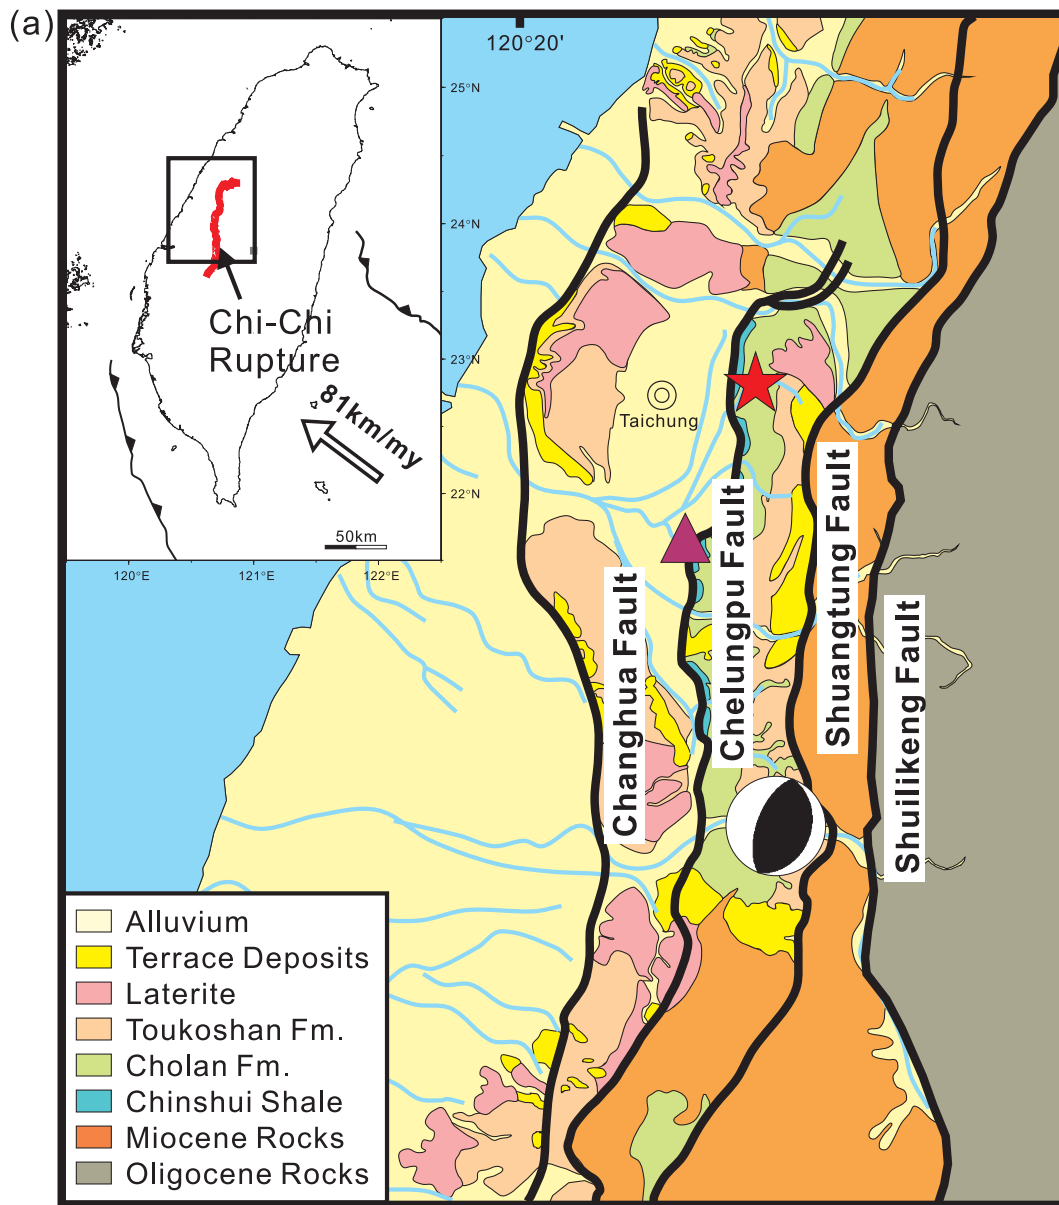 (a)
120°20'
25°N
24°N
23°N
22°N
Chi-Chi
Rupture
81km/my
50km
120°E
121°E
122°E
Taichung
Changhua Fault
Chelungpu Fault
Shuangtung Fault
Shuilikeng Fault
Alluvium
Terrace Deposits
Laterite
Toukoshan Fm.
Cholan Fm.
Chinshui Shale
Miocene Rocks
Oligocene Rocks